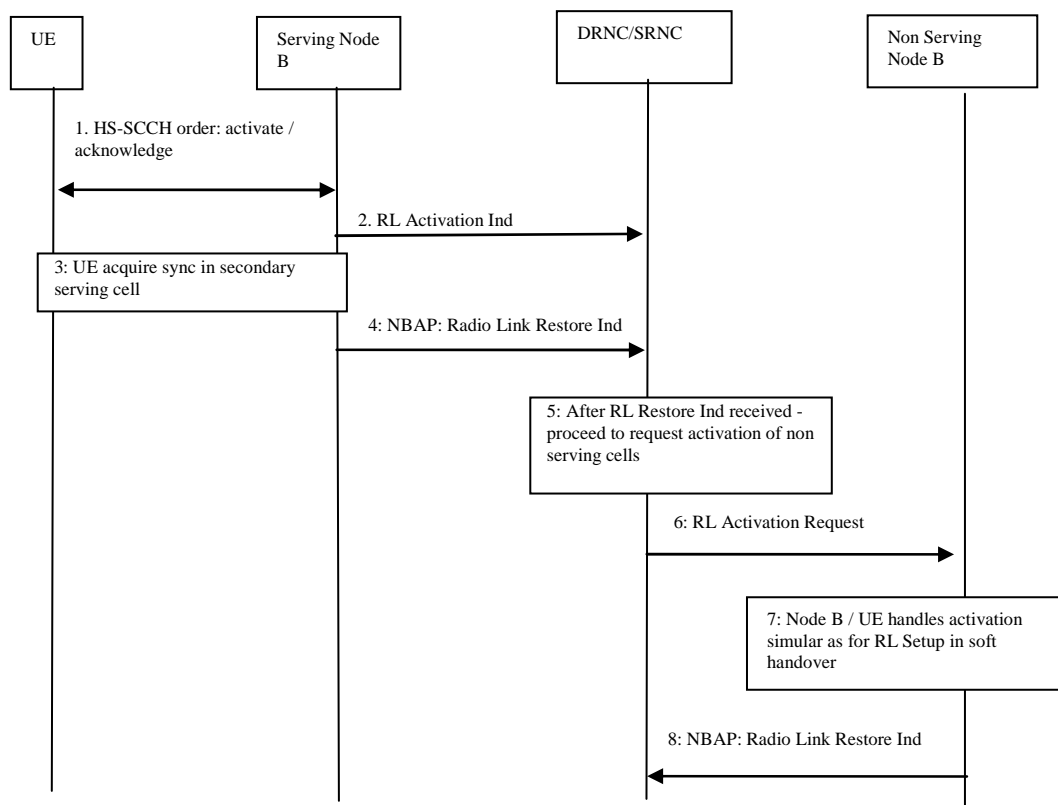 UE
Serving Node
B
DRNC/SRNC
Non Serving
Node B
1. HS-SCCH order: activate /
acknowledge
2. RL Activation Ind
3: UE acquire sync in secondary
serving cell
4: NBAP: Radio Link Restore Ind
5: After RL Restore Ind received -
proceed to request activation of non
serving cells
6: RL Activation Request
7: Node B / UE handles activation
simular as for RL Setup in soft
handover
8: NBAP: Radio Link Restore Ind